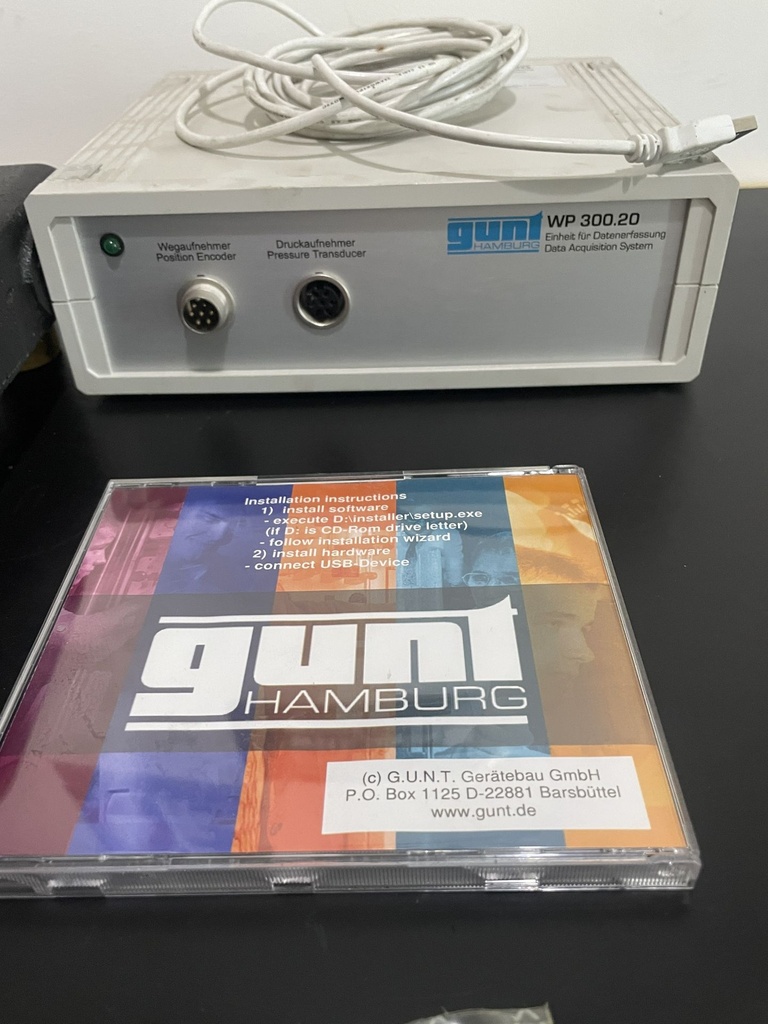 Wegaufnehmer
Position Encoder
Druckaufnehmer
Pressure Transducer
gunt
HAMBURG
WP 300.20
Einheit für Datenerfassung
Data Acquisition System
Installation instructions
1) install software
- execute D:\installer\setup.exe
(if D: is CD-Rom drive letter)
- follow installation wizard
2) install hardware
- connect USB-Device
gunt
HAMBURG
(c) G.U.N.T. Gerätebau GmbH
P.O. Box 1125 D-22881 Barsbüttel
www.gunt.de